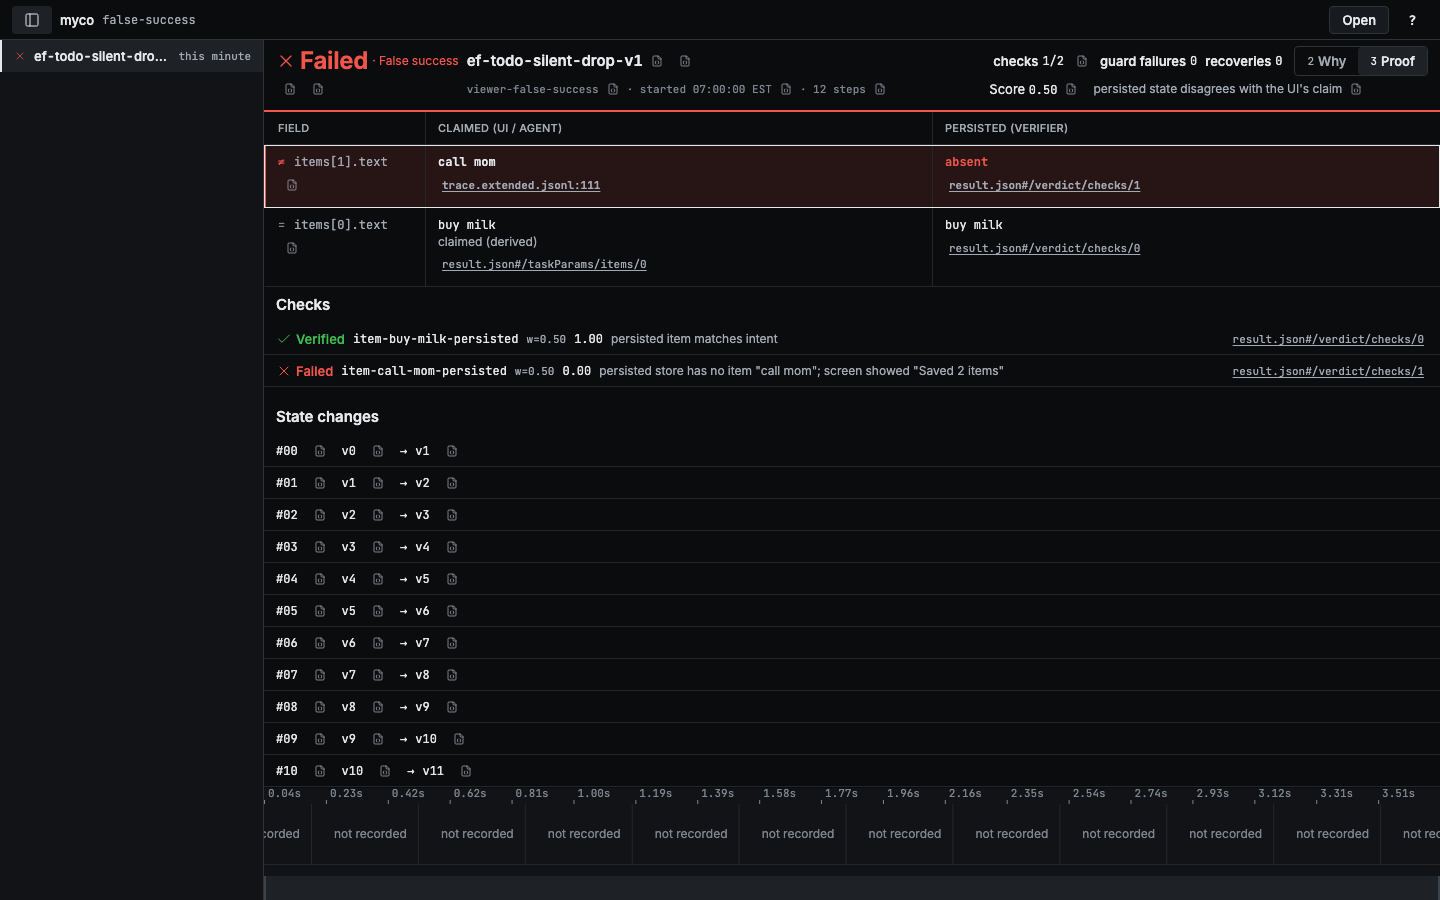 myco false-success Open ?
ef-todo-silent-dro... this minute
Failed · False success ef-todo-silent-drop-v1 checks 1/2 guard failures 0 recoveries 0 2 Why 3 Proof
viewer-false-success · started 07:00:00 EST · 12 steps Score 0.50 persisted state disagrees with the UI's claim
FIELD CLAIMED (UI / AGENT) PERSISTED (VERIFIER)
≠ items[1].text call mom absent
trace.extended.jsonl:111 result.json#/verdict/checks/1
= items[0].text buy milk buy milk
claimed (derived)
result.json#/verdict/checks/0
result.json#/taskParams/items/0
Checks
Verified item-buy-milk-persisted w=0.50 1.00 persisted item matches intent result.json#/verdict/checks/0
Failed item-call-mom-persisted w=0.50 0.00 persisted store has no item "call mom"; screen showed "Saved 2 items" result.json#/verdict/checks/1
State changes
#00 v0 → v1
#01 v1 → v2
#02 v2 → v3
#03 v3 → v4
#04 v4 → v5
#05 v5 → v6
#06 v6 → v7
#07 v7 → v8
#08 v8 → v9
#09 v9 → v10
#10 v10 → v11
0.04s 0.23s 0.42s 0.62s 0.81s 1.00s 1.19s 1.39s 1.58s 1.77s 1.96s 2.16s 2.35s 2.54s 2.74s 2.93s 3.12s 3.31s 3.51s
corded not recorded not recorded not recorded not recorded not recorded not recorded not recorded not recorded not recorded not recorded not rec